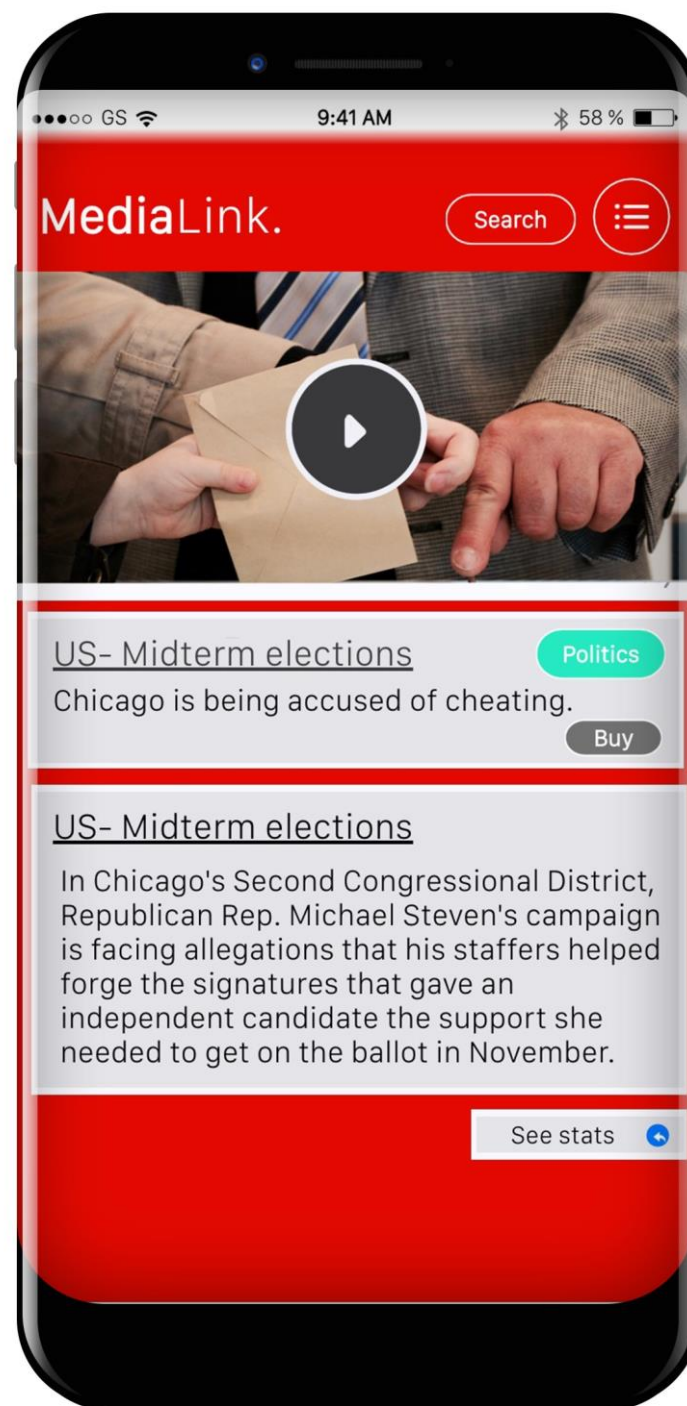 GS 9:41 AM 58 %
MediaLink. Search
US- Midterm elections Politics
Chicago is being accused of cheating.
Buy
US- Midterm elections
In Chicago's Second Congressional District,
Republican Rep. Michael Steven's campaign
is facing allegations that his staffers helped
forge the signatures that gave an
independent candidate the support she
needed to get on the ballot in November.
See stats